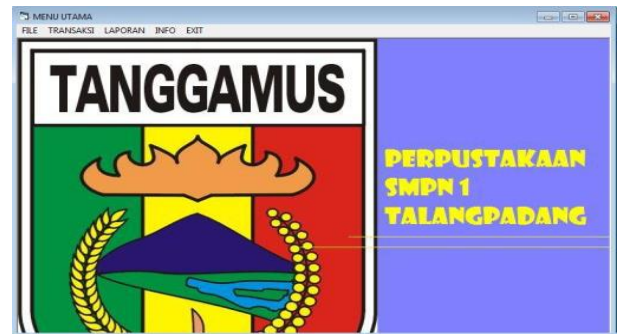 MENU UTAMA
FILE TRANSAKSI LAPORAN INFO EXIT
TANGGAMUS
PERPUSTAKAAN
SMPN 1
TALANGPADANG